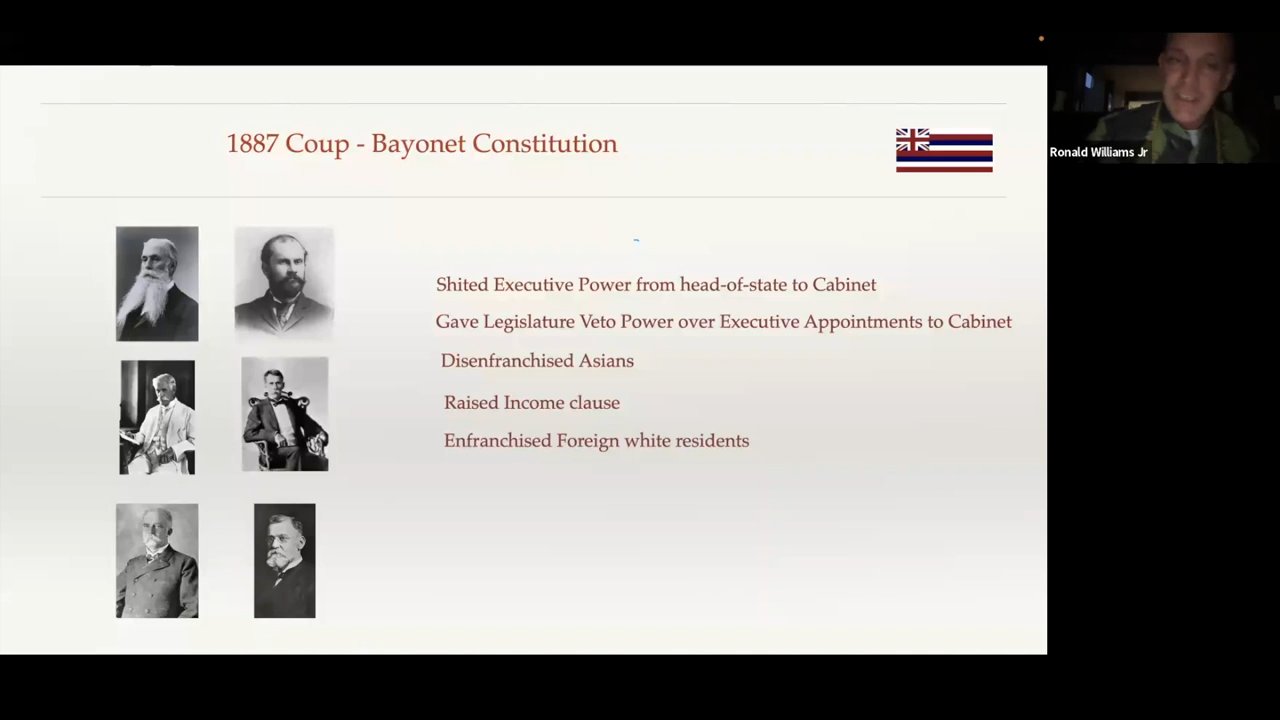 1887 Coup - Bayonet Constitution
Ronald Williams Jr
Shited Executive Power from head-of-state to Cabinet
Gave Legislature Veto Power over Executive Appointments to Cabinet
Disenfranchised Asians
Raised Income clause
Enfranchised Foreign white residents